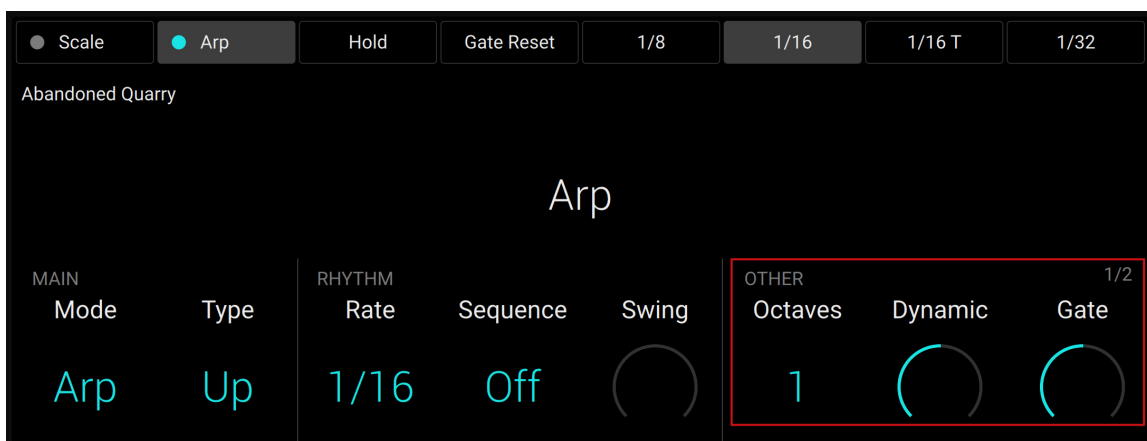 Scale Arp Hold Gate Reset 1/8 1/16 1/16 T 1/32
Abandoned Quarry
Arp
MAIN RHYTHM OTHER 1/2
Mode Type Rate Sequence Swing Octaves Dynamic Gate
Arp Up 1/16 Off 1